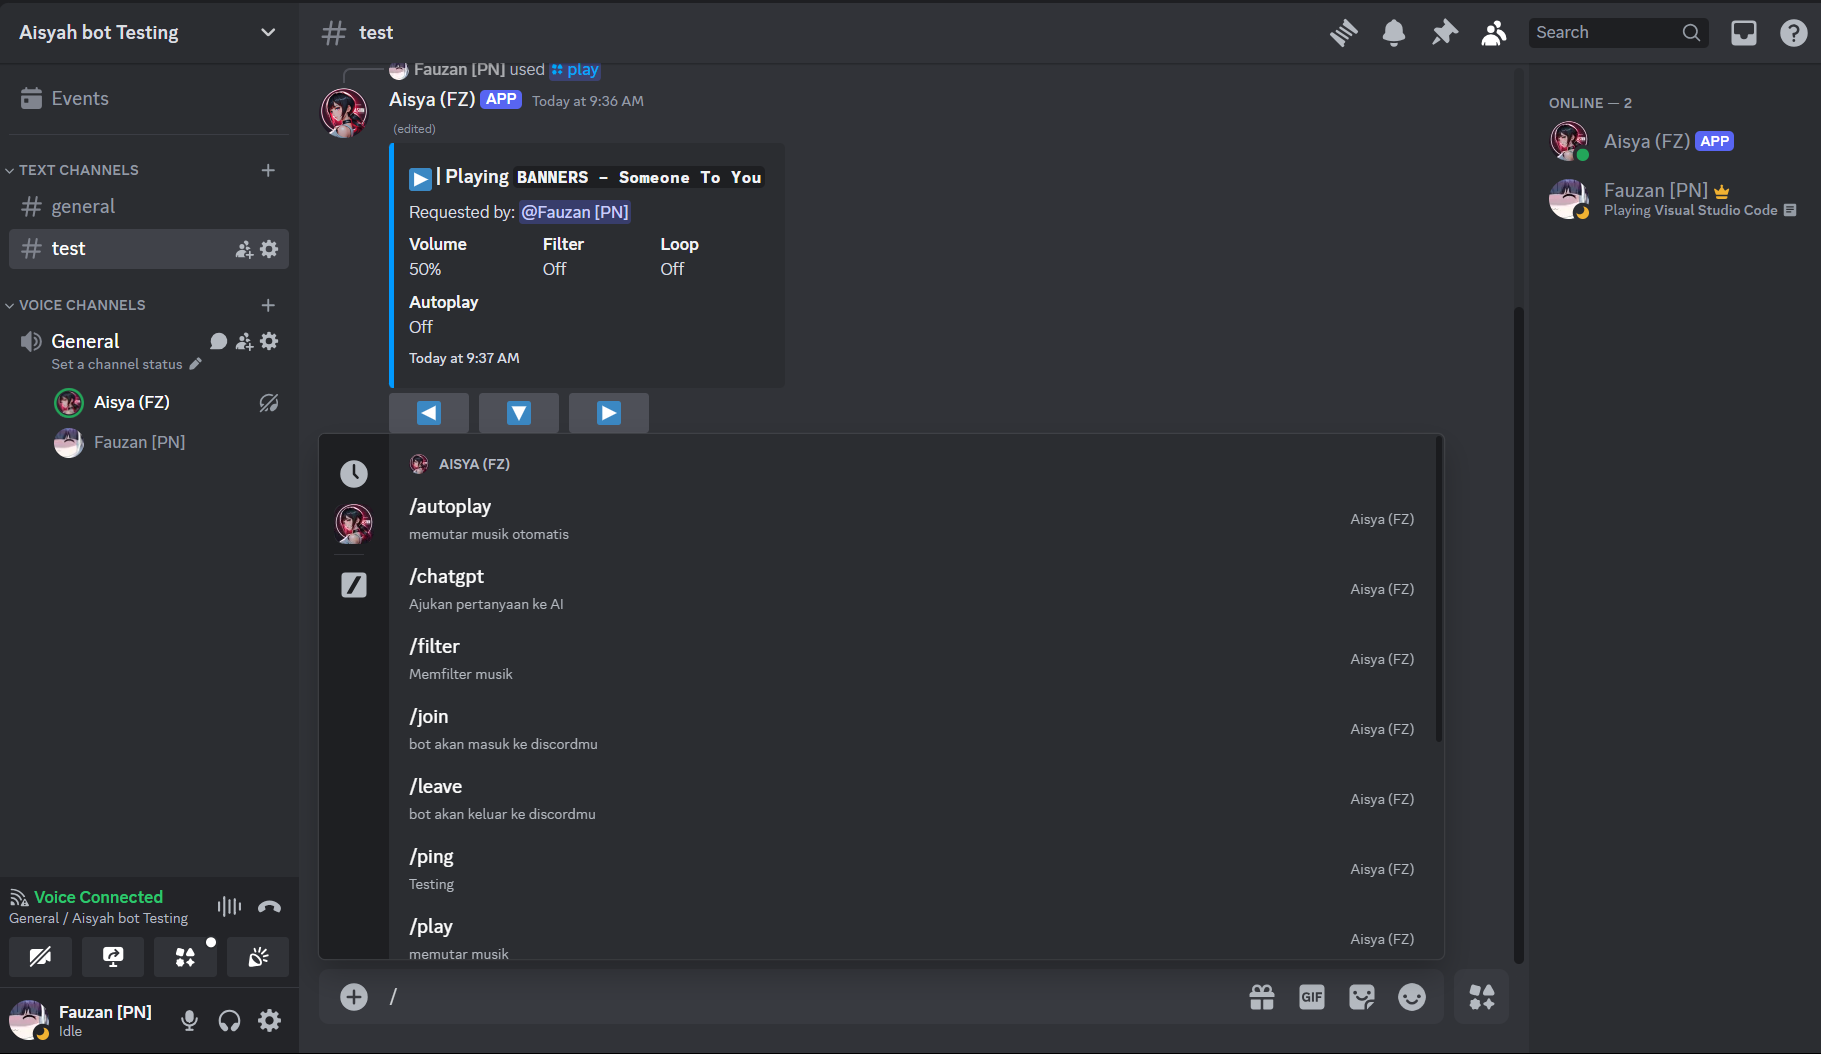 Aisyah bot Testing
Events
TEXT CHANNELS
general
test
VOICE CHANNELS
General
Set a channel status
Aisya (FZ)
Fauzan [PN]
Voice Connected
General / Aisyah bot Testing
Fauzan [PN]
Idle
# test
Search
Fauzan [PN] used play
Aisya (FZ) APP Today at 9:36 AM
(edited)
| Playing BANNERS - Someone To You
Requested by: @Fauzan [PN]
Volume Filter Loop
50% Off Off
Autoplay
Off
Today at 9:37 AM
AISYA (FZ)
/autoplay
memutar musik otomatis
Aisya (FZ)
/chatgpt
Ajukan pertanyaan ke AI
Aisya (FZ)
/filter
Memfilter musik
Aisya (FZ)
/join
bot akan masuk ke discordmu
Aisya (FZ)
/leave
bot akan keluar ke discordmu
Aisya (FZ)
/ping
Testing
Aisya (FZ)
/play
memutar musik
Aisya (FZ)
/
GIF
ONLINE — 2
Aisya (FZ) APP
Fauzan [PN]
Playing Visual Studio Code